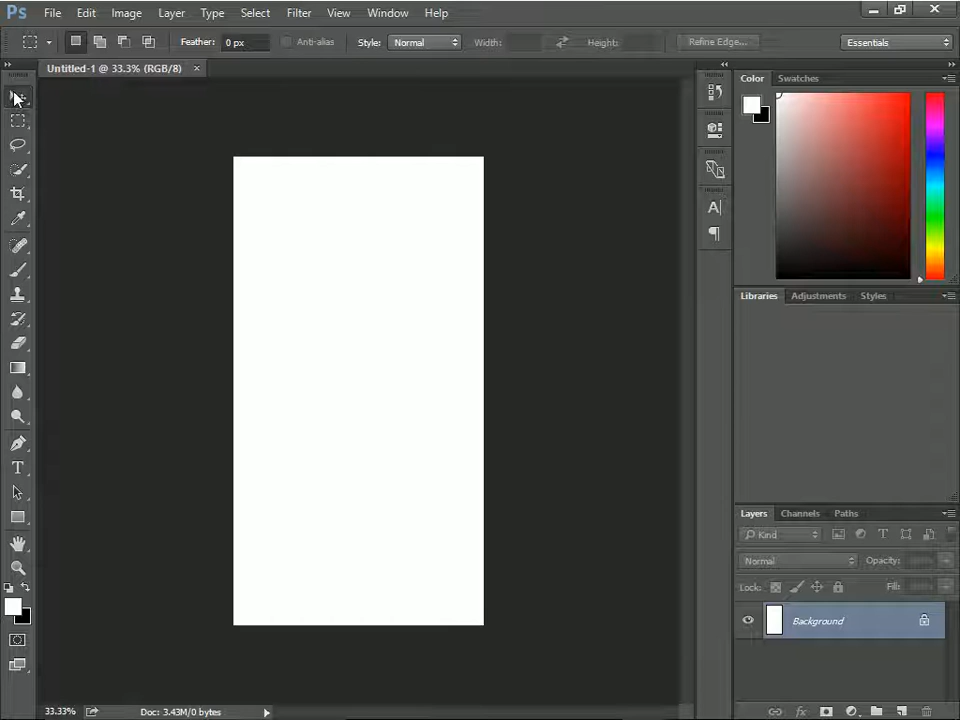 Ps File Edit Image Layer Type Select Filter View Window Help
Feather: 0 px Anti-alias Style: Normal Width: Height: Refine Edge... Essentials
Untitled-1 @ 33.3% (RGB/8) ×
Color Swatches
Libraries Adjustments Styles
Layers Channels Paths
Kind
Normal Opacity:
Lock: Fill:
Background
33.33% Doc: 3.43M/0 bytes